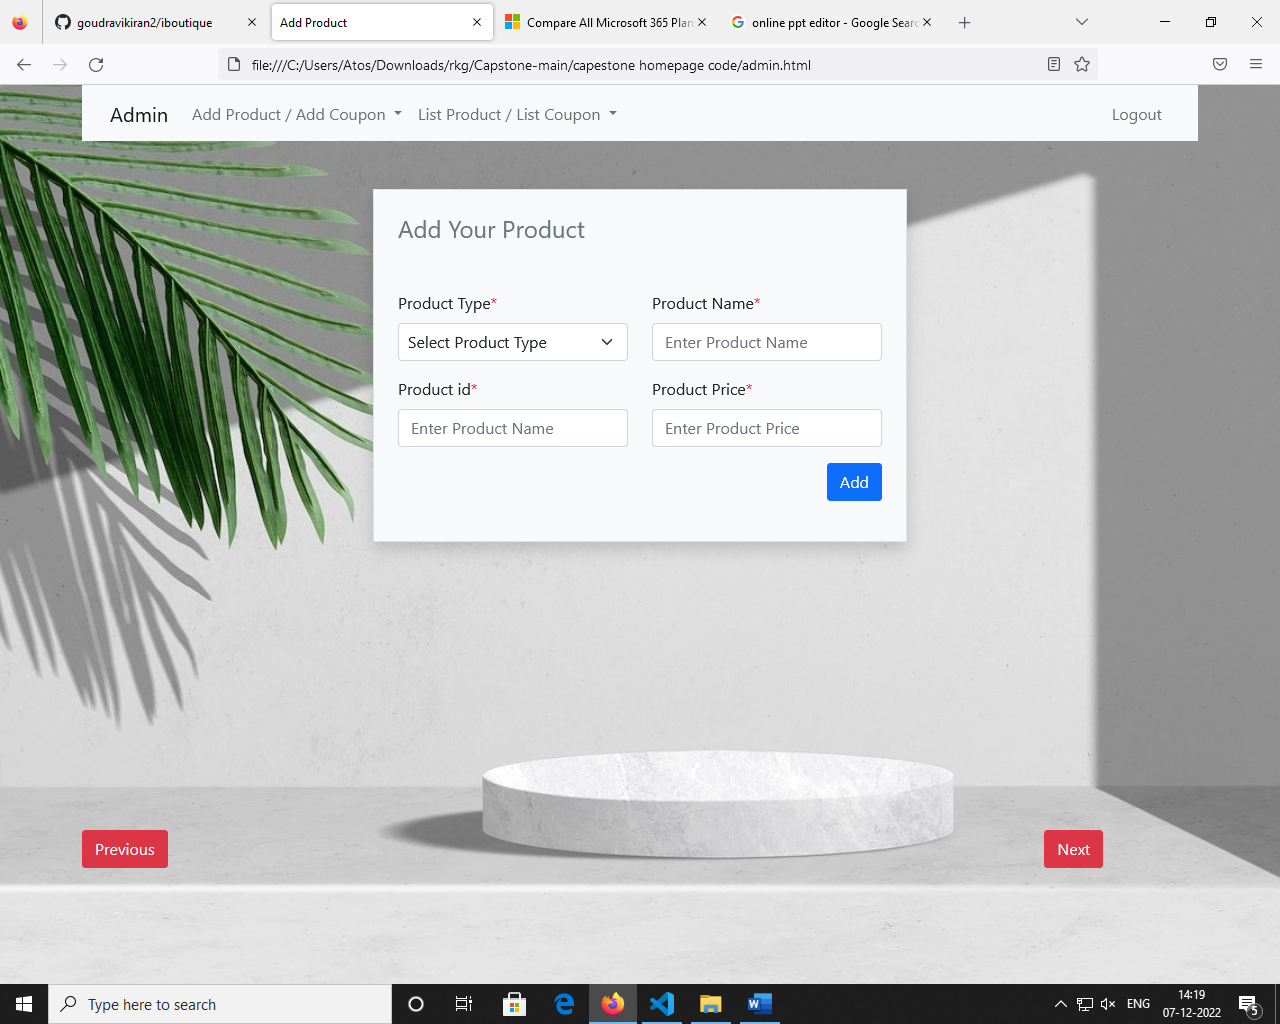 goudravikiran2/iboutique
Add Product
Compare All Microsoft 365 Plan
online ppt editor - Google Searc
file:///C:/Users/Atos/Downloads/rkg/Capstone-main/capestone homepage code/admin.html
Admin Add Product / Add Coupon List Product / List Coupon Logout
Add Your Product
Product Type* Product Name*
Select Product Type Enter Product Name
Product id* Product Price*
Enter Product Name Enter Product Price
Add
Previous Next
Type here to search
ENG
14:19
07-12-2022
5